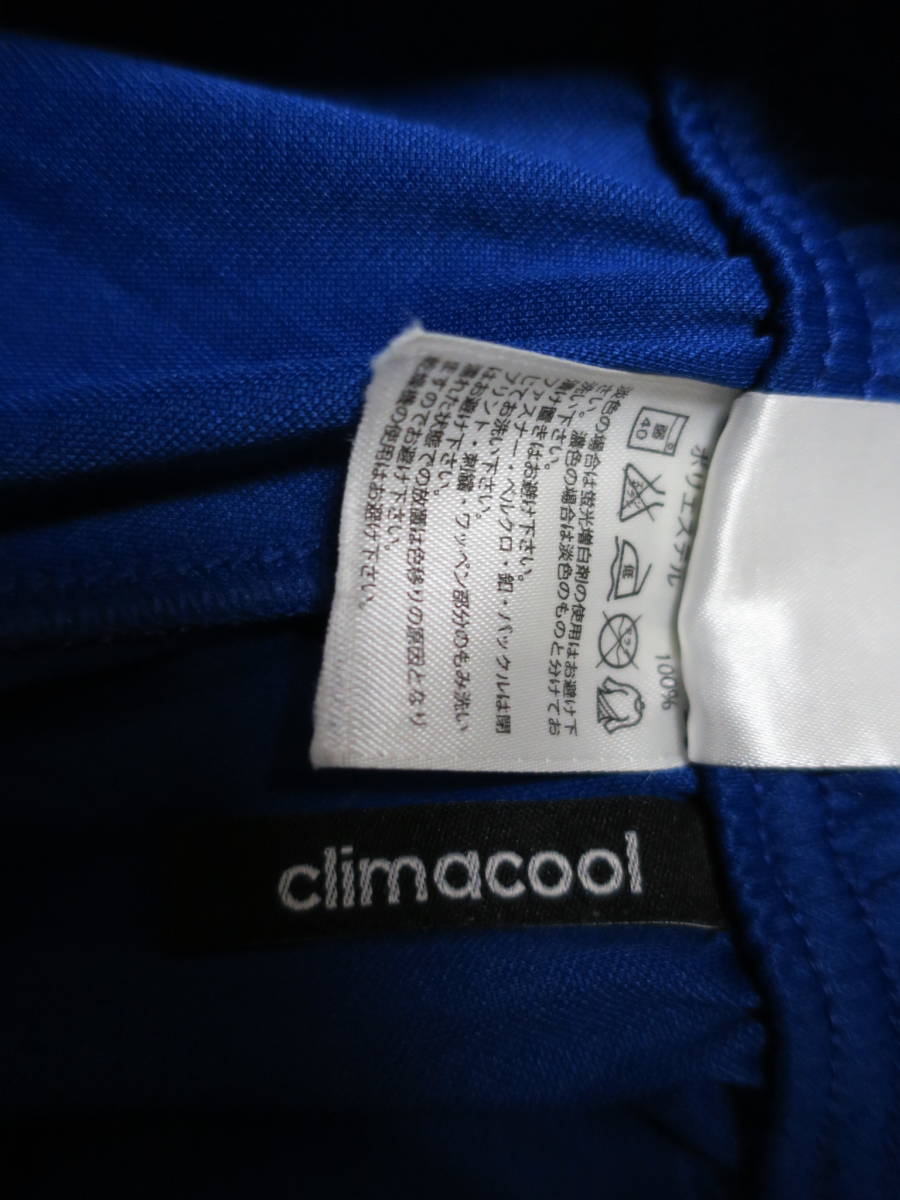 ポリエステル 100%
40
低
淡色の場合は蛍光増白剤の使用はお避け下
さい。濃色の場合は淡色のものと分けてお
洗い下さい。
つけ置きはお避け下さい。
ファスナー・ベルクロ・釦・バックルは閉
じてお洗い下さい。
プリント・刺繍・ワッペン部分のもみ洗い
はお避け下さい。
濡れた状態での放置は色移りの原因となり
ますのでお避け下さい。
乾燥機の使用はお避け下さい。
climacool